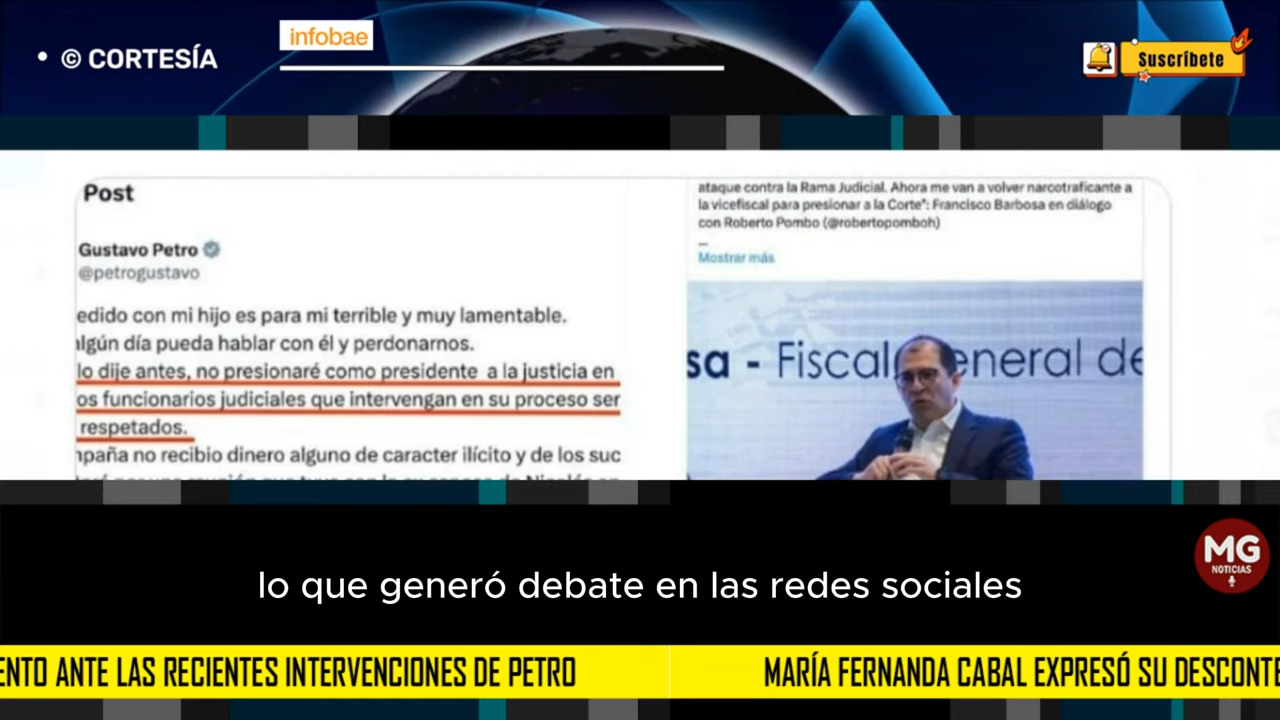 © CORTESÍA
infobae
Suscríbete
Post
Gustavo Petro
@petrogustavo
edido con mi hijo es para mi terrible y muy lamentable.
lgún día pueda hablar con él y perdonarnos.
lo dije antes, no presionaré como presidente a la justicia en
os funcionarios judiciales que intervengan en su proceso ser
respetados.
paña no recibio dinero alguno de caracter ilícito y de los suc
ataque contra la Rama Judicial. Ahora me van a volver narcotraficante a
la vicefiscal para presionar a la Corte": Francisco Barbosa en diálogo
con Roberto Pombo (@robertopomboh)
...
Mostrar más
sa - Fiscal General de
lo que generó debate en las redes sociales
MG
NOTICIAS
ENTO ANTE LAS RECIENTES INTERVENCIONES DE PETRO MARÍA FERNANDA CABAL EXPRESÓ SU DESCONTE